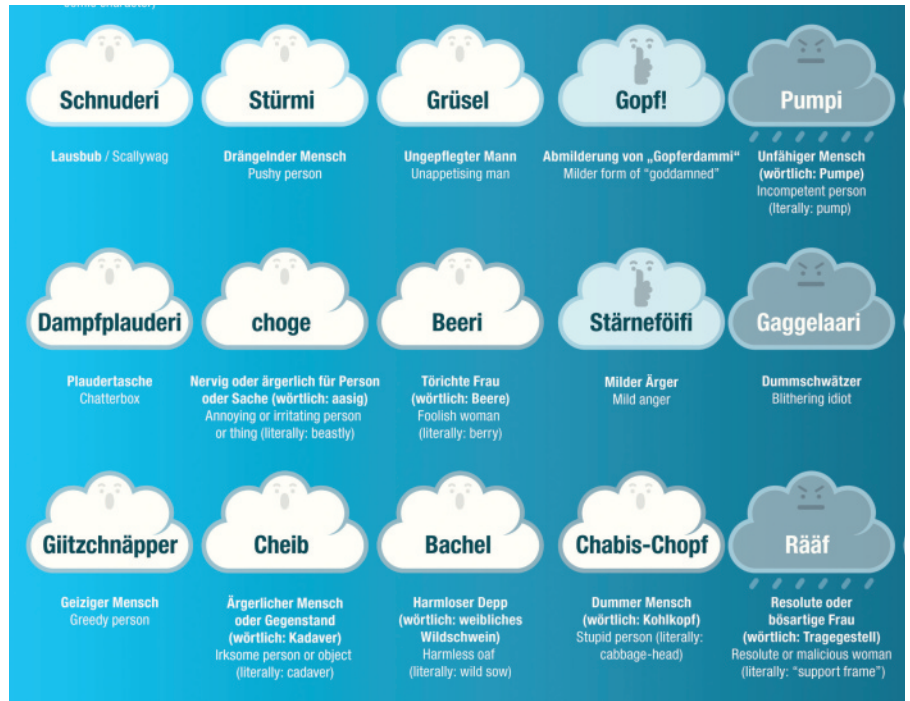 Schnuderi
Lausbub / Scallywag
Stürmi
Drängelnder Mensch
Pushy person
Grüsel
Ungepflegter Mann
Unappetising man
Gopf!
Abmilderung von „Gopferdammi“
Milder form of “goddamned”
Pumpi
Unfähiger Mensch
(wörtlich: Pumpe)
Incompetent person
(lterally: pump)
Dampfplauderi
Plaudertasche
Chatterbox
choge
Nervig oder ärgerlich für Person
oder Sache (wörtlich: aasig)
Annoying or irritating person
or thing (literally: beastly)
Beeri
Törichte Frau
(wörtlich: Beere)
Foolish woman
(literally: berry)
Stärneföifi
Milder Ärger
Mild anger
Gaggelaari
Dummschwätzer
Blithering idiot
Giitzchnäpper
Geiziger Mensch
Greedy person
Cheib
Ärgerlicher Mensch
oder Gegenstand
(wörtlich: Kadaver)
Irksome person or object
(literally: cadaver)
Bachel
Harmloser Depp
(wörtlich: weibliches
Wildschwein)
Harmless oaf
(literally: wild sow)
Chabis-Chopf
Dummer Mensch
(wörtlich: Kohlkopf)
Stupid person (literally:
cabbage-head)
Rääf
Resolute oder
bösartige Frau
(wörtlich: Tragegestell)
Resolute or malicious woman
(literally: “support frame”)